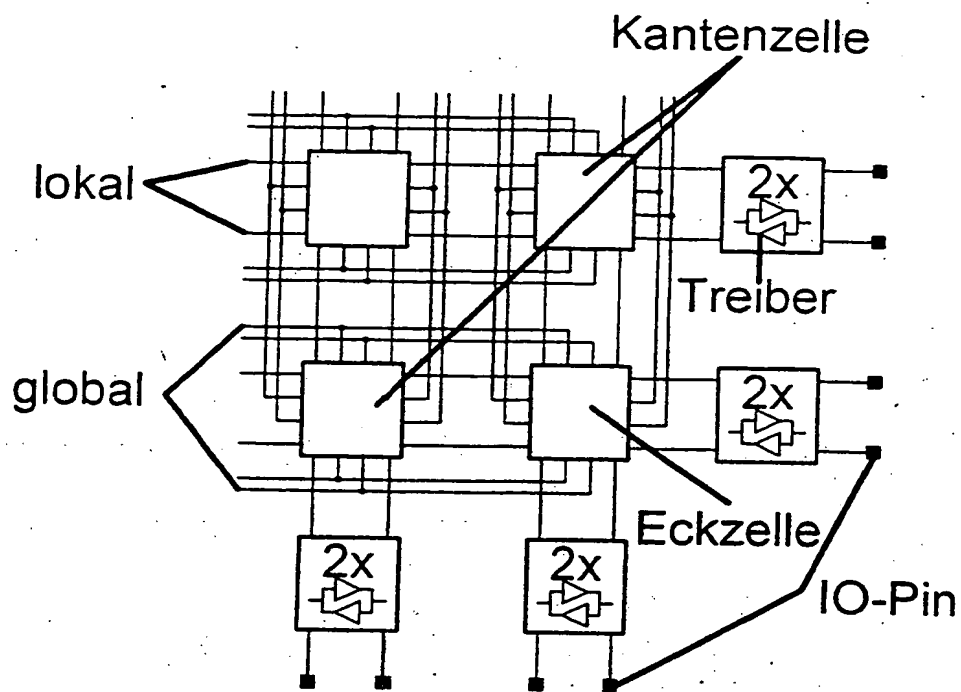 Kantenzelle
lokal
2x
Treiber
global
2x
Eckzelle
2x
2x
IO-Pin